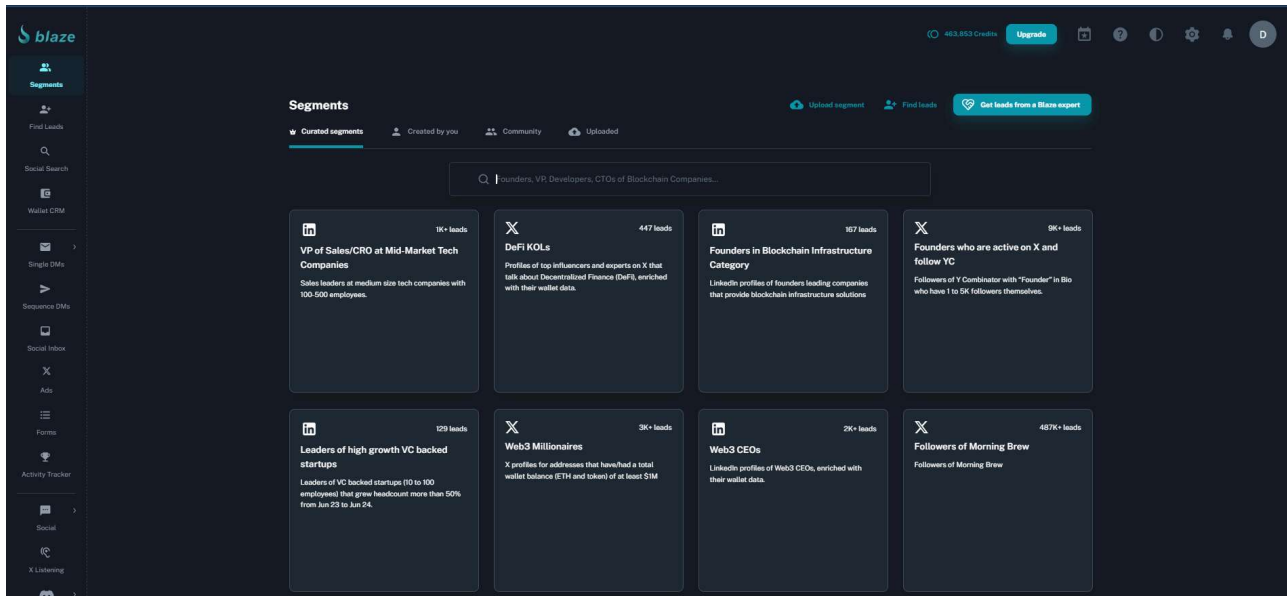 blaze
463,853 Credits
Upgrade
D
Segments
Find Leads
Social Search
Wallet CRM
Single DMs
Sequence DMs
Social Inbox
Ads
Forms
Activity Tracker
Social
X Listening
Segments
Upload segment
Find leads
Get leads from a Blaze expert
Curated segments
Created by you
Community
Uploaded
Founders, VP, Developers, CTOs of Blockchain Companies...
1K+ leads
VP of Sales/CRO at Mid-Market Tech
Companies
Sales leaders at medium size tech companies with
100-500 employees.
447 leads
DeFi KOLs
Profiles of top influencers and experts on X that
talk about Decentralized Finance (DeFi), enriched
with their wallet data.
167 leads
Founders in Blockchain Infrastructure
Category
LinkedIn profiles of founders leading companies
that provide blockchain infrastructure solutions
9K+ leads
Founders who are active on X and
follow YC
Followers of Y Combinator with "Founder" in Bio
who have 1 to 5K followers themselves.
129 leads
Leaders of high growth VC backed
startups
Leaders of VC backed startups (10 to 100
employees) that grew headcount more than 50%
from Jun 23 to Jun 24.
3K+ leads
Web3 Millionaires
X profiles for addresses that have/had a total
wallet balance (ETH and token) of at least $1M
2K+ leads
Web3 CEOs
LinkedIn profiles of Web3 CEOs, enriched with
their wallet data.
487K+ leads
Followers of Morning Brew
Followers of Morning Brew